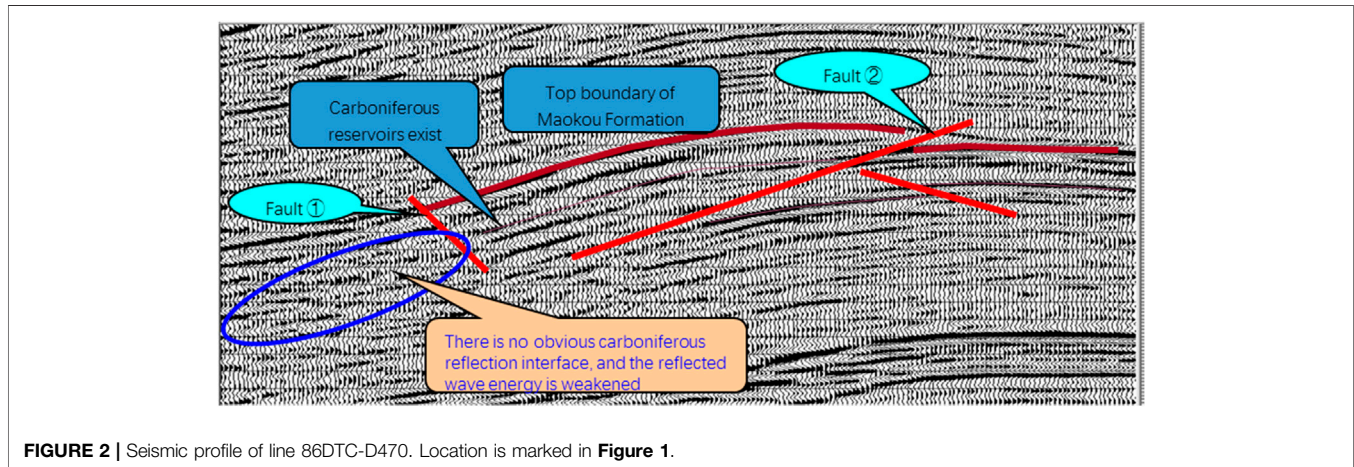 Fault ②
Top boundary of
Maokou Formation
Carboniferous
reservoirs exist
Fault ①
There is no obvious carboniferous
reflection interface, and the reflected
wave energy is weakened
FIGURE 2 | Seismic profile of line 86DTC-D470. Location is marked in Figure 1.